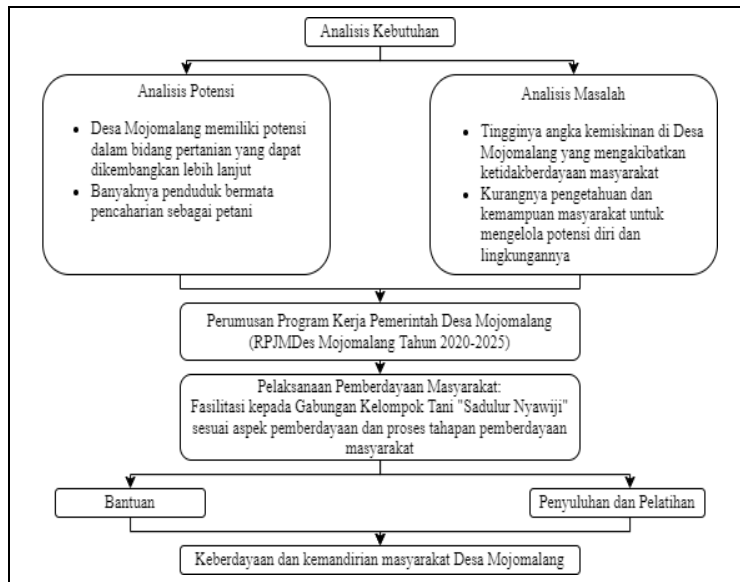 Analisis Kebutuhan
Analisis Potensi
• Desa Mojomalang memiliki potensi
dalam bidang pertanian yang dapat
dikembangkan lebih lanjut
• Banyaknya penduduk bermata
pencaharian sebagai petani
Analisis Masalah
• Tingginya angka kemiskinan di Desa
Mojomalang yang mengakibatkan
ketidakberdayaan masyarakat
• Kurangnya pengetahuan dan
kemampuan masyarakat untuk
mengelola potensi diri dan
lingkungannya
Perumusan Program Kerja Pemerintah Desa Mojomalang
(RPJMDes Mojomalang Tahun 2020-2025)
Pelaksanaan Pemberdayaan Masyarakat:
Fasilitasi kepada Gabungan Kelompok Tani "Sadulur Nyawiji"
sesuai aspek pemberdayaan dan proses tahapan pemberdayaan
masyarakat
Bantuan
Penyuluhan dan Pelatihan
Keberdayaan dan kemandirian masyarakat Desa Mojomalang